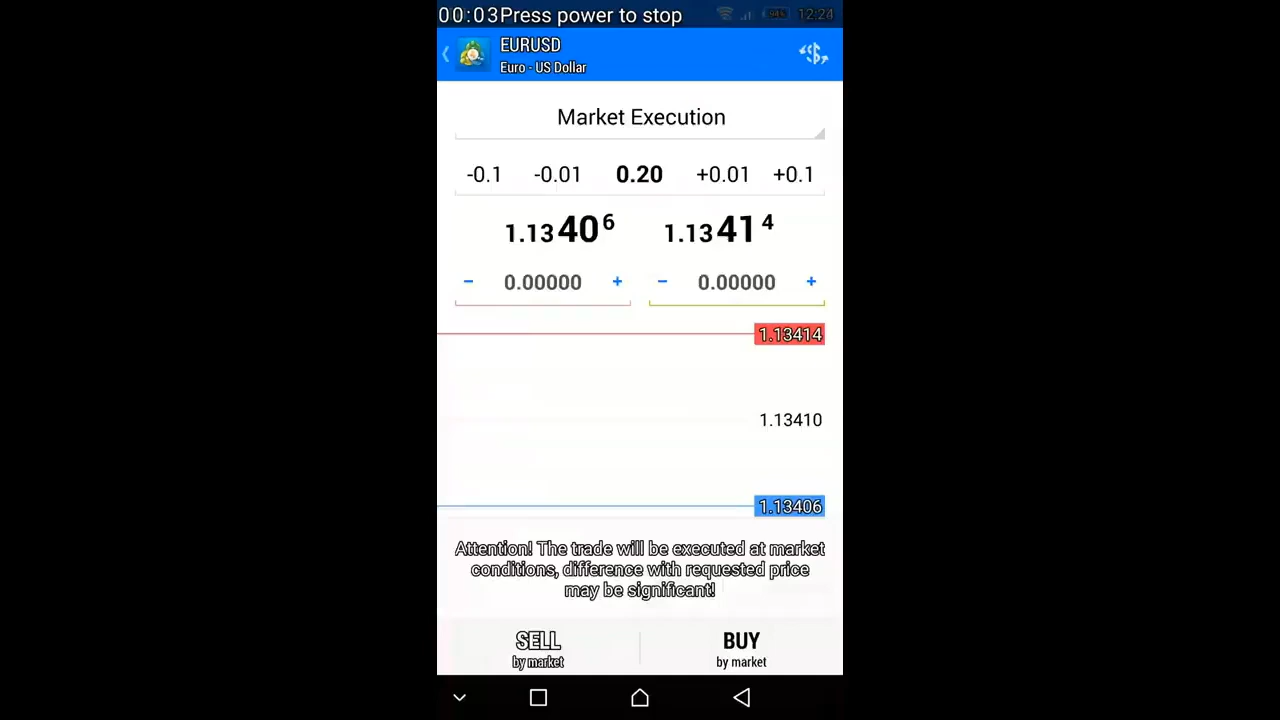 00:03Press power to stop
94%
12:24
EURUSD
Euro - US Dollar
Market Execution
-0.1 -0.01 0.20 +0.01 +0.1
1.13406 1.13414
- 0.00000 + - 0.00000 +
1.13414
1.13410
1.13406
Attention! The trade will be executed at market
conditions, difference with requested price
may be significant!
SELL BUY
by market by market